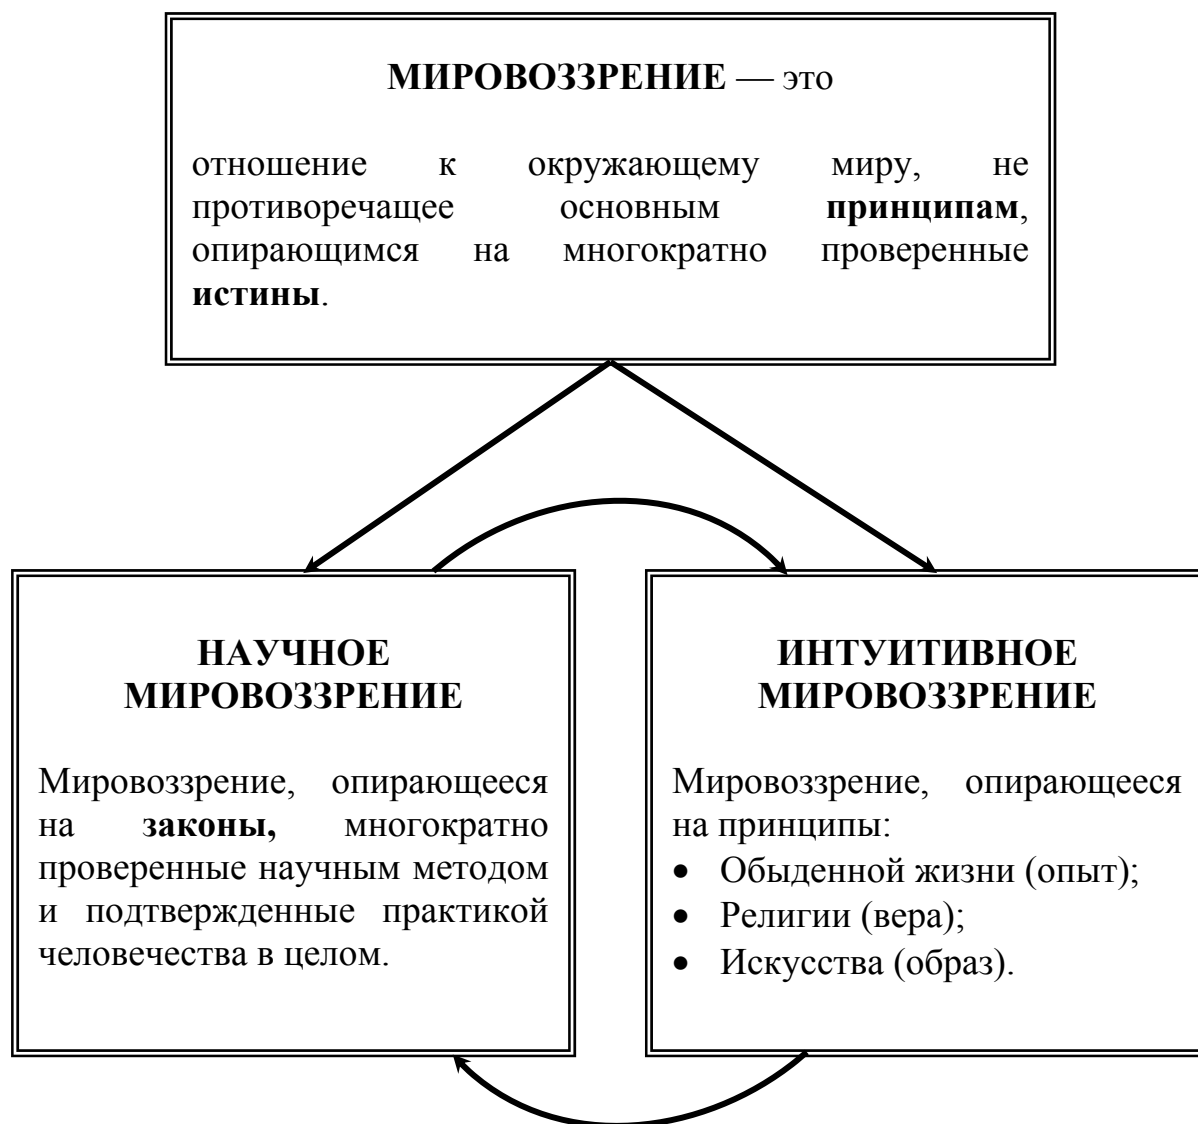 МИРОВОЗЗРЕНИЕ — это
отношение к окружающему миру, не
противоречащее основным принципам,
опирающимся на многократно проверенные
истины.
НАУЧНОЕ
МИРОВОЗЗРЕНИЕ
Мировоззрение, опирающееся
на законы, многократно
проверенные научным методом
и подтвержденные практикой
человечества в целом.
ИНТУИТИВНОЕ
МИРОВОЗЗРЕНИЕ
Мировоззрение, опирающееся
на принципы:
• Обыденной жизни (опыт);
• Религии (вера);
• Искусства (образ).